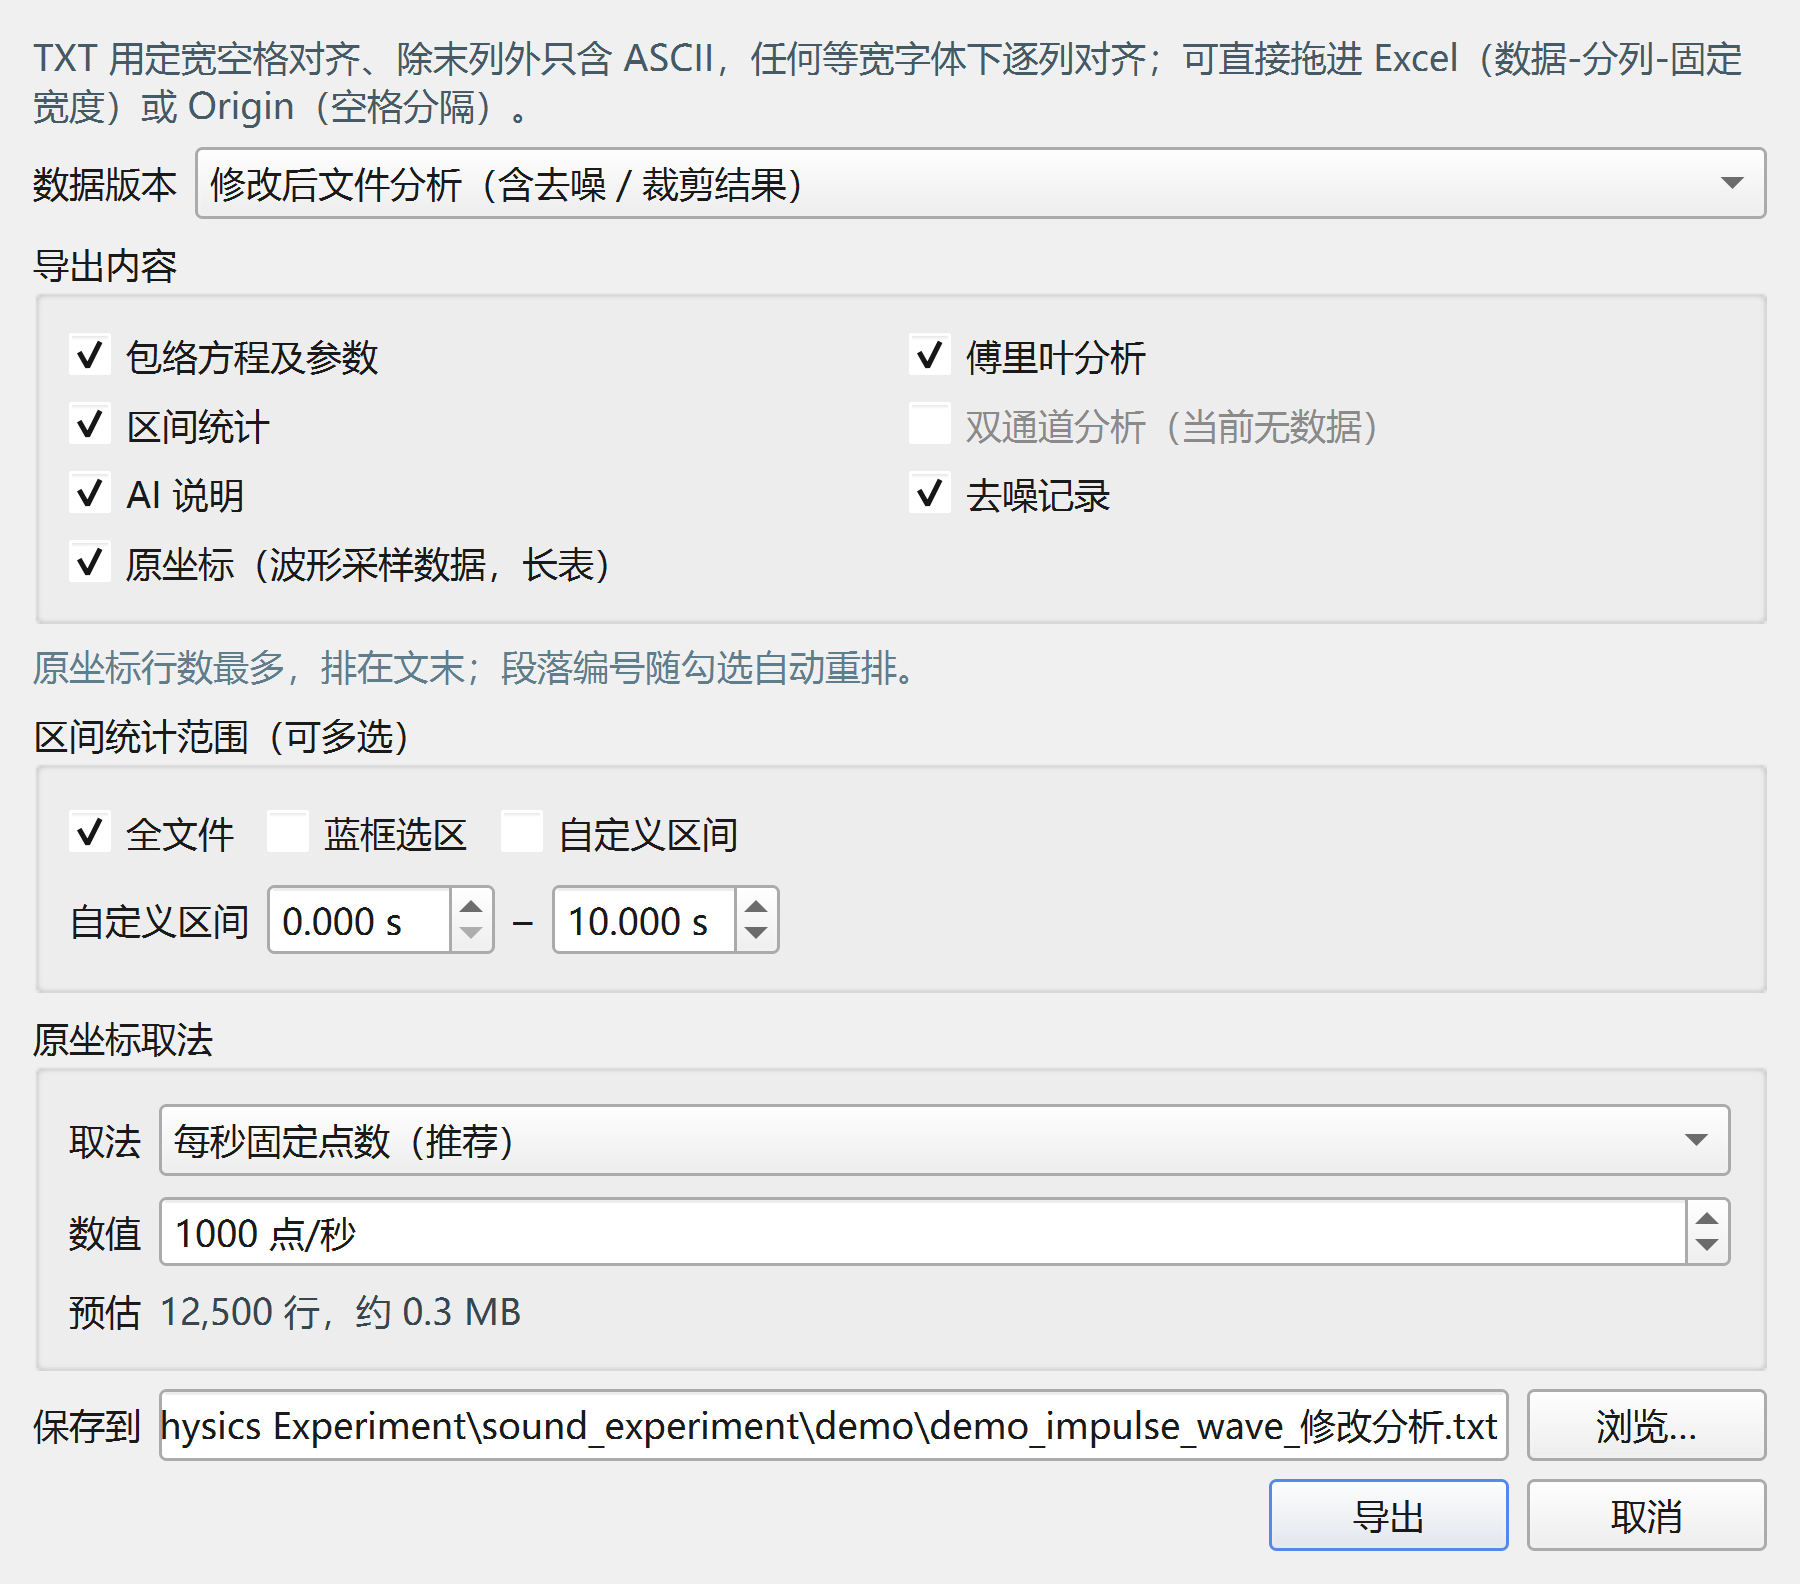 TXT 用定宽空格对齐、除末列外只含 ASCII，任何等宽字体下逐列对齐；可直接拖进 Excel（数据-分列-固定
宽度）或 Origin（空格分隔）。
数据版本 修改后文件分析（含去噪 / 裁剪结果）
导出内容
包络方程及参数 傅里叶分析
区间统计 双通道分析（当前无数据）
AI 说明 去噪记录
原坐标（波形采样数据，长表）
原坐标行数最多，排在文末；段落编号随勾选自动重排。
区间统计范围（可多选）
全文件 蓝框选区 自定义区间
自定义区间 0.000 s – 10.000 s
原坐标取法
取法 每秒固定点数（推荐）
数值 1000 点/秒
预估 12,500 行，约 0.3 MB
保存到 hysics Experiment\sound_experiment\demo\demo_impulse_wave_修改分析.txt 浏览...
导出 取消